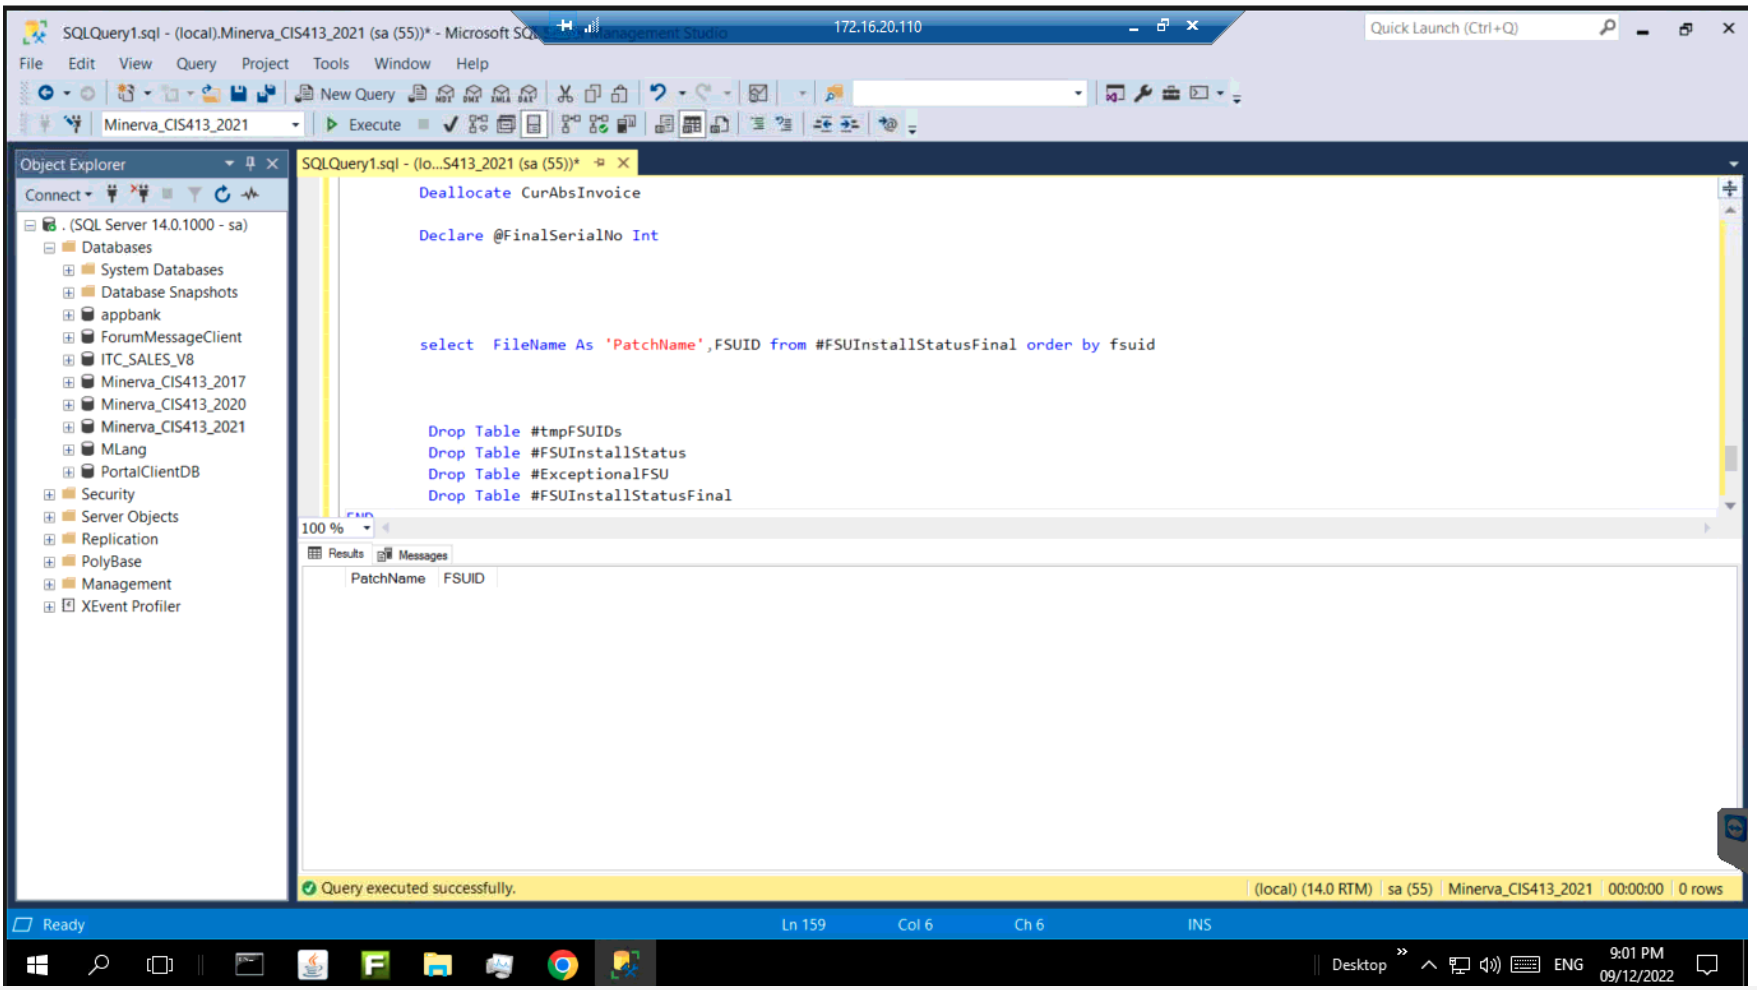 SQLQuery1.sql - (local).Minerva_CIS413_2021 (sa (55))* - Microsoft SQL Server Management Studio
172.16.20.110
Quick Launch (Ctrl+Q)
File Edit View Query Project Tools Window Help
New Query MDX DMX XMLA DAX
Minerva_CIS413_2021 Execute
Object Explorer
SQLQuery1.sql - (lo...S413_2021 (sa (55))*
Connect
. (SQL Server 14.0.1000 - sa)
Databases
System Databases
Database Snapshots
appbank
ForumMessageClient
ITC_SALES_V8
Minerva_CIS413_2017
Minerva_CIS413_2020
Minerva_CIS413_2021
MLang
PortalClientDB
Security
Server Objects
Replication
PolyBase
Management
XEvent Profiler
Deallocate CurAbsInvoice
Declare @FinalSerialNo Int
select FileName As 'PatchName',FSUID from #FSUInstallStatusFinal order by fsuid
Drop Table #tmpFSUIDs
Drop Table #FSUInstallStatus
Drop Table #ExceptionalFSU
Drop Table #FSUInstallStatusFinal
END
100 %
Results Messages
PatchName FSUID
Query executed successfully.
(local) (14.0 RTM) sa (55) Minerva_CIS413_2021 00:00:00 0 rows
Ready Ln 159 Col 6 Ch 6 INS
Desktop ENG 9:01 PM
09/12/2022